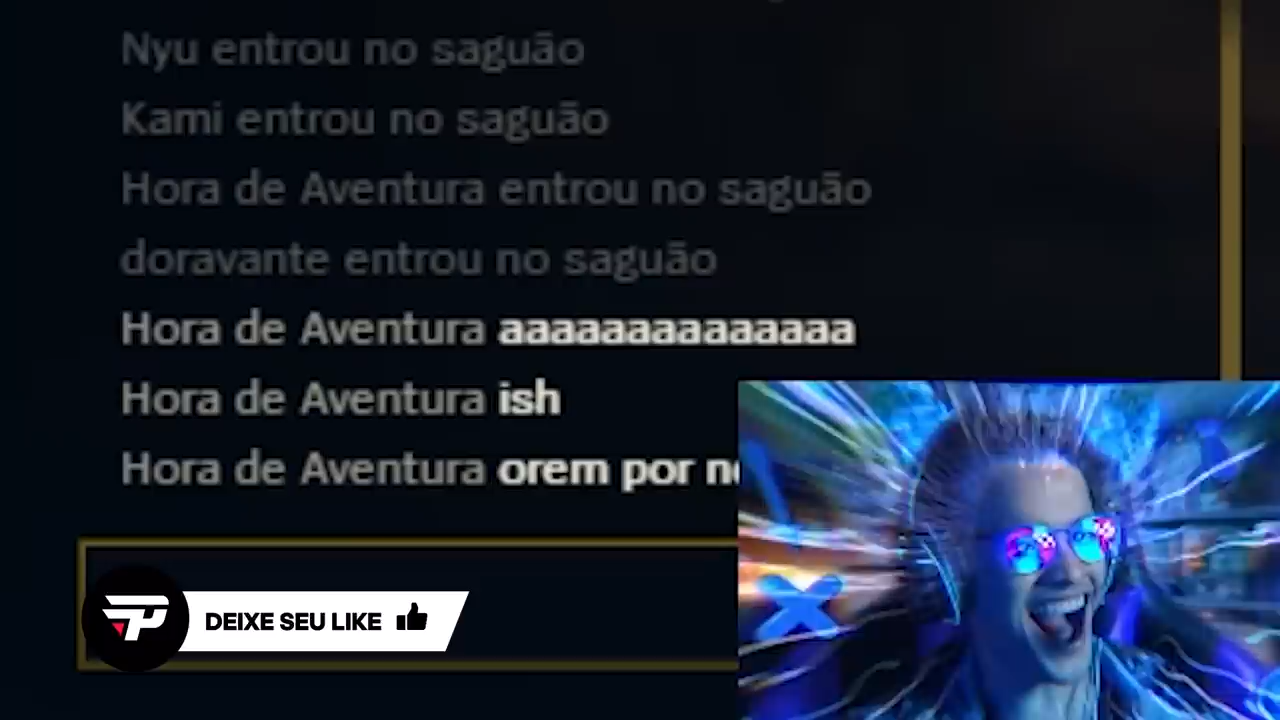 Nyu entrou no saguão
Kami entrou no saguão
Hora de Aventura entrou no saguão
doravante entrou no saguão
Hora de Aventura aaaaaaaaaaaaaa
Hora de Aventura ish
Hora de Aventura orem por
DEIXE SEU LIKE